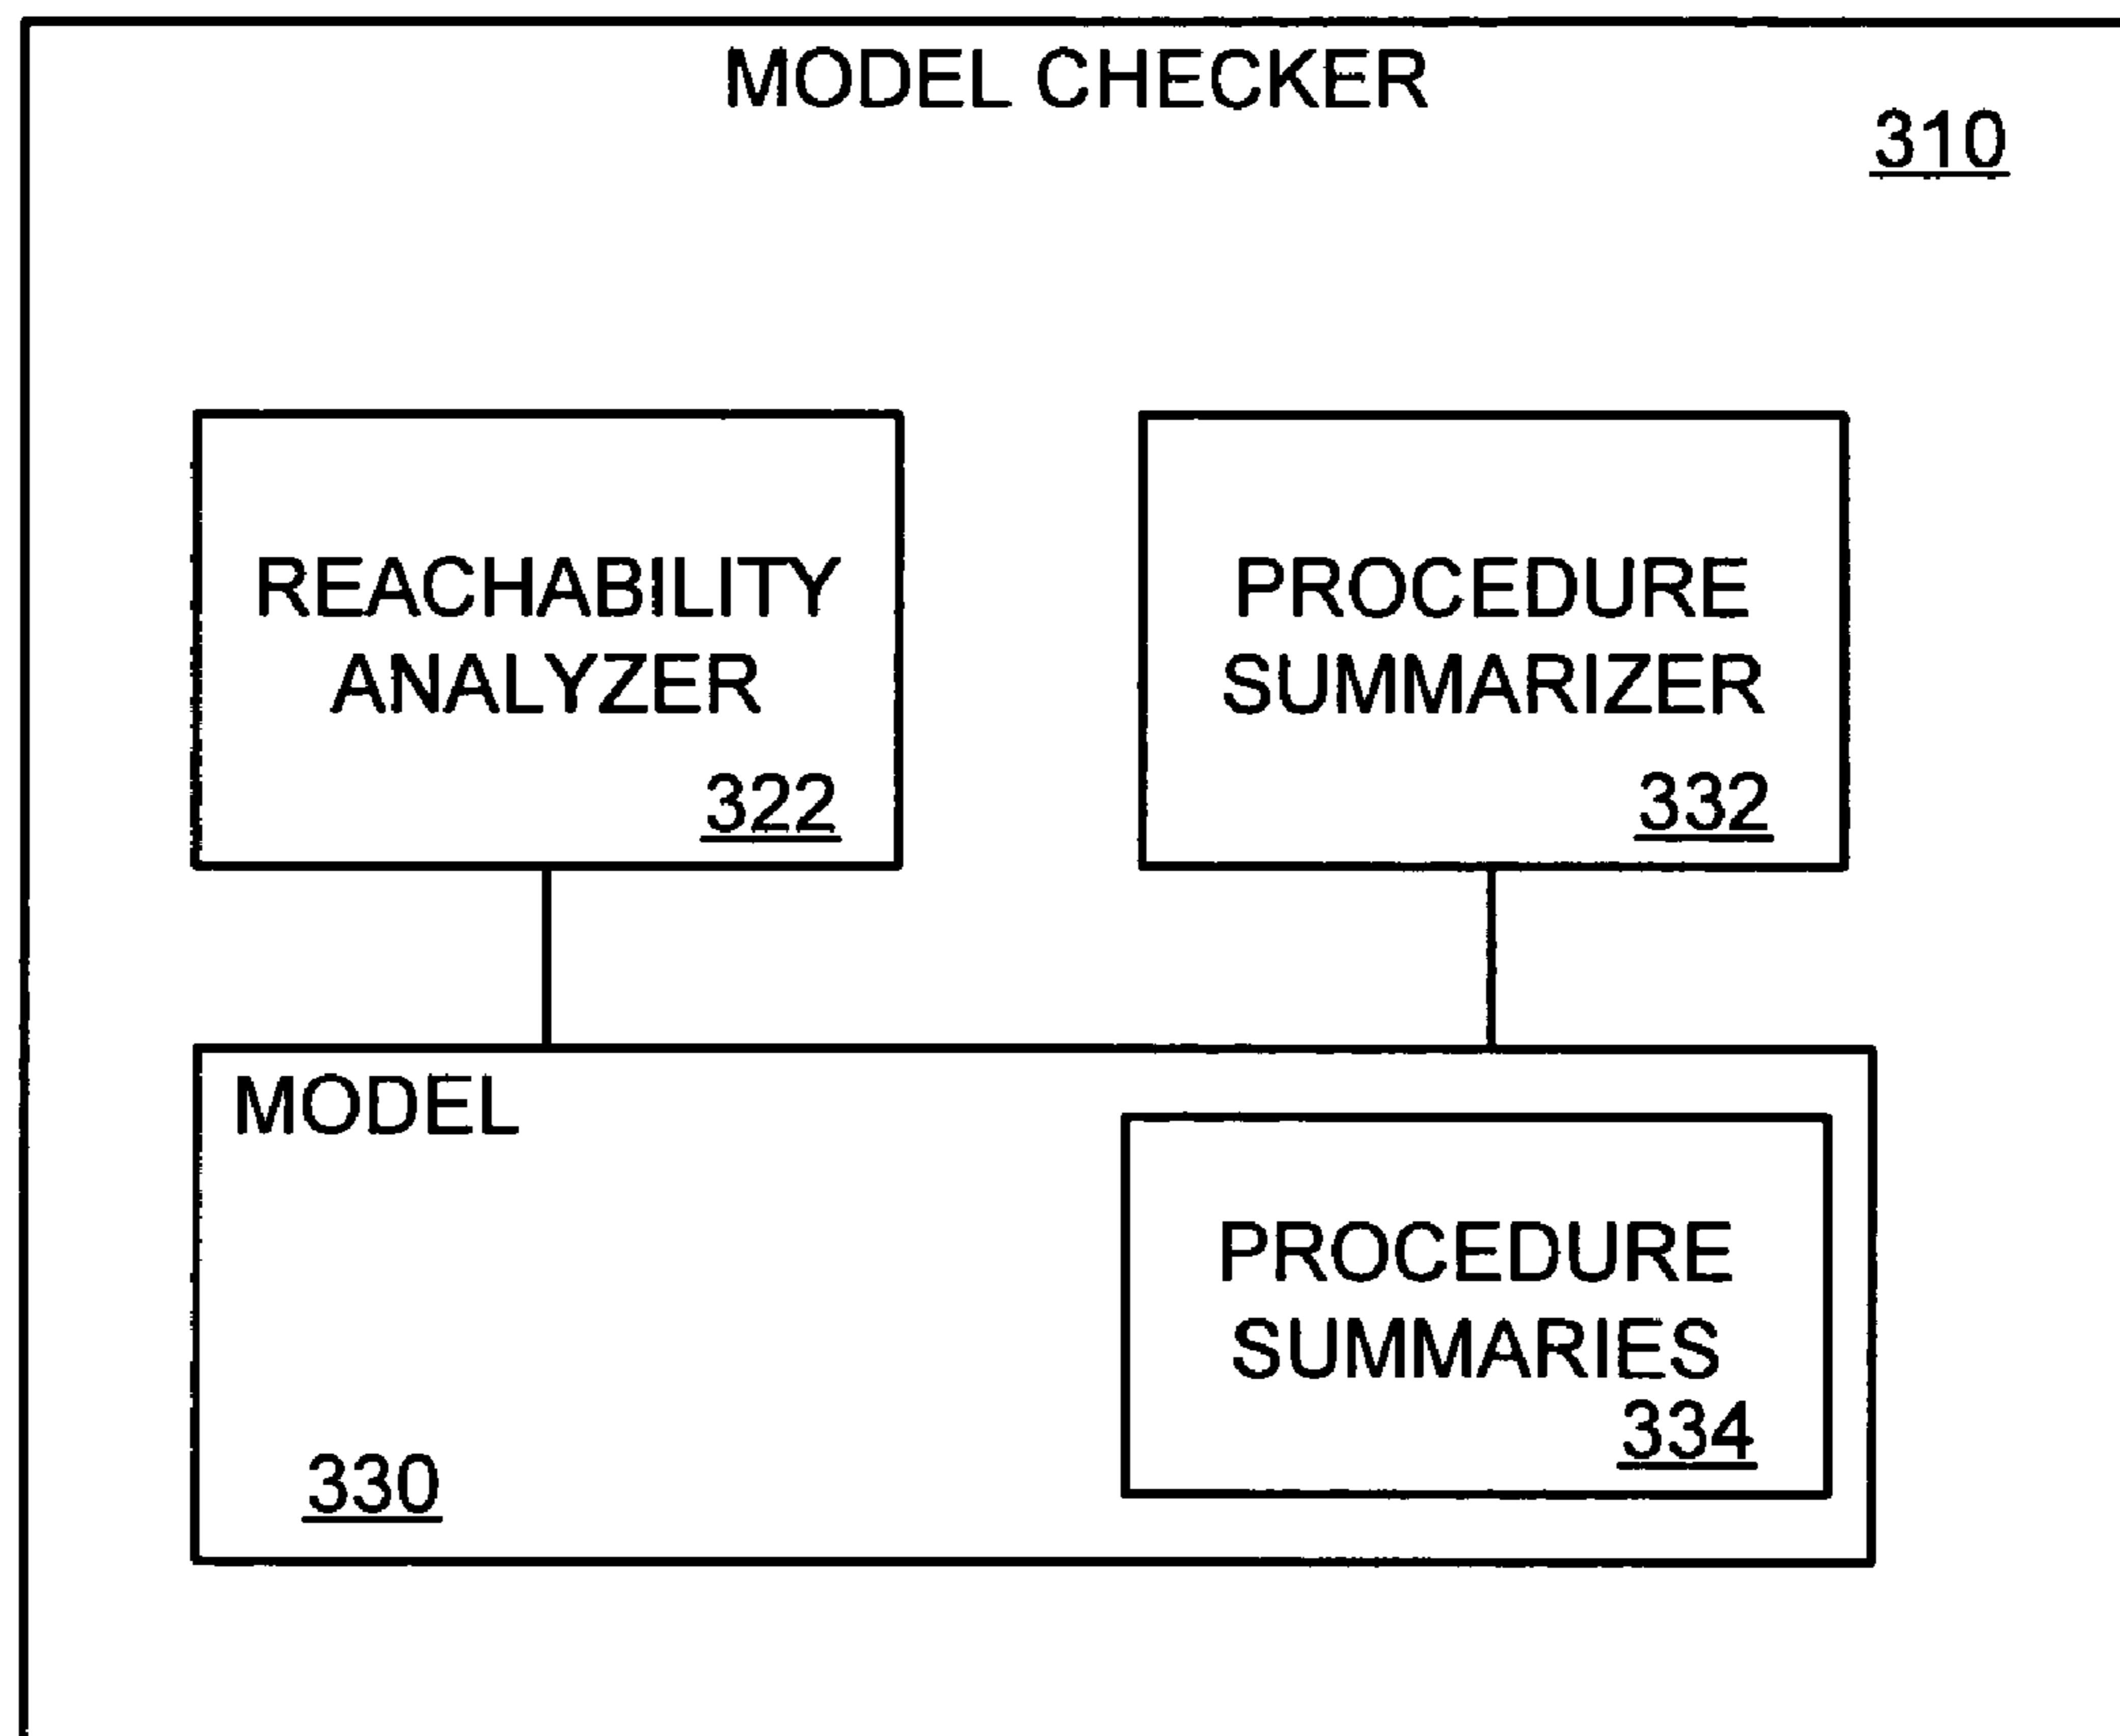 MODEL CHECKER
310
REACHABILITY
ANALYZER
322
PROCEDURE
SUMMARIZER
332
MODEL
330
PROCEDURE
SUMMARIES
334